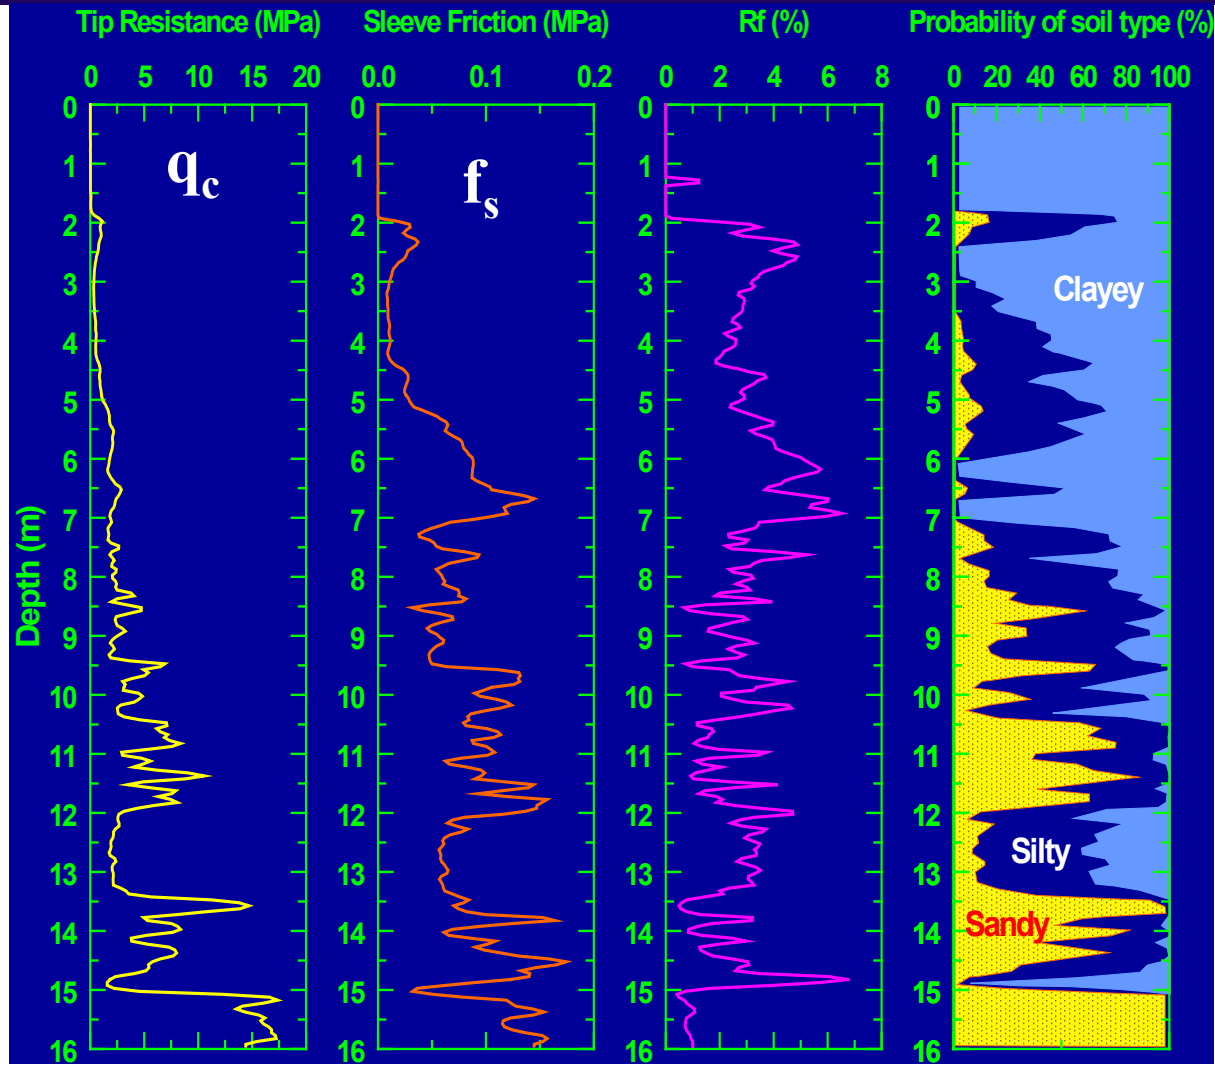 Tip Resistance (MPa) Sleeve Friction (MPa) Rf (%) Probability of soil type (%)
0 5 10 15 20 0.0 0.1 0.2 0 2 4 6 8 0 20 40 60 80 100
0 0 0 0
qc fs
1 1 1 1
2 2 2 2
3 3 3 3 Clayey
4 4 4 4
5 5 5 5
6 6 6 6
7 7 7 7
Depth (m)
8 8 8 8
9 9 9 9
10 10 10 10
11 11 11 11
12 12 12 12
Silty
13 13 13 13
Sandy
14 14 14 14
15 15 15 15
16 16 16 16